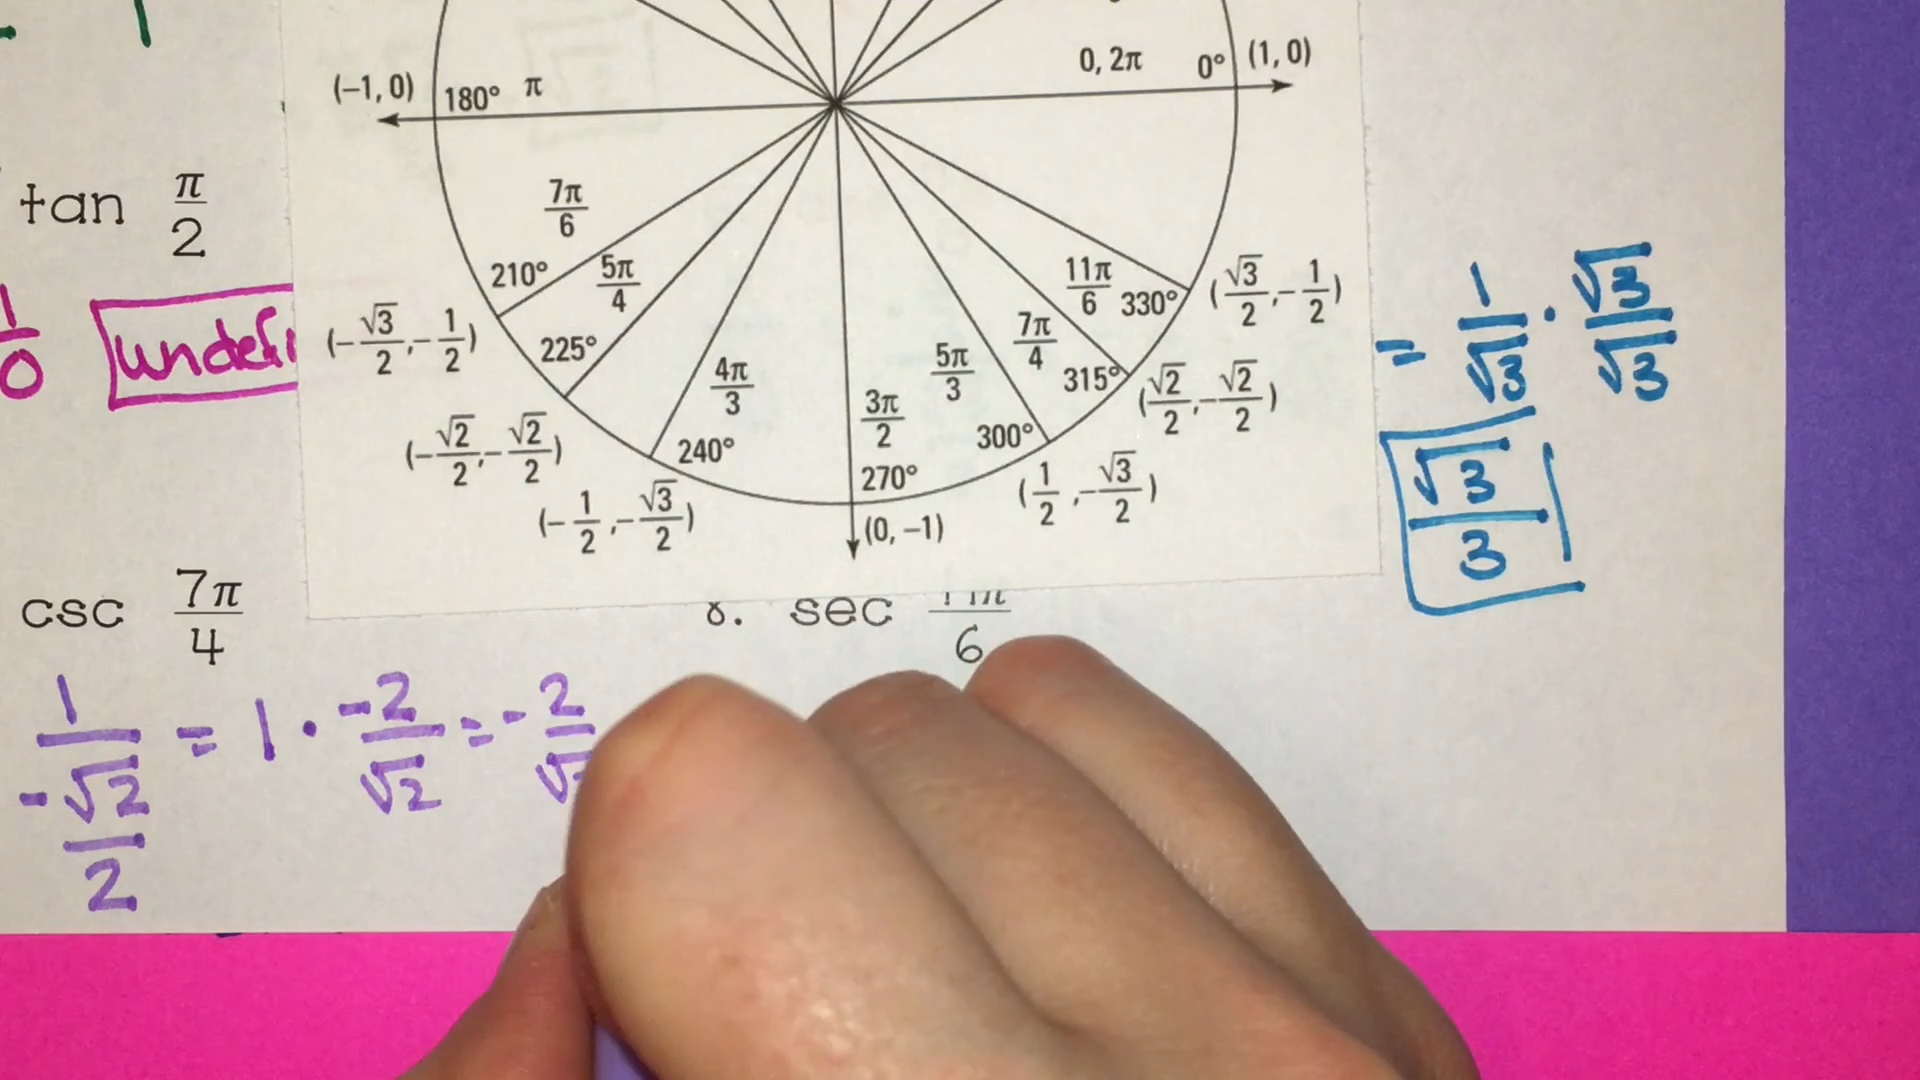 (1, 0)
0, 2π 0°
(−1, 0) 180° π
tan π/2
7π/6
210°
5π/4
225°
4π/3
240°
3π/2
270°
5π/3
300°
7π/4
315°
11π/6
330°
(√3/2, −1/2)
(−√3/2, −1/2)
(√2/2, −√2/2)
(−√2/2, −√2/2)
(1/2, −√3/2)
(−1/2, −√3/2)
(0, −1)
1/0
= 1/√3 · √3/√3
√3/3
csc 7π/4
8. sec
6
1/(-√2/2) = 1 · -2/√2 = -2/